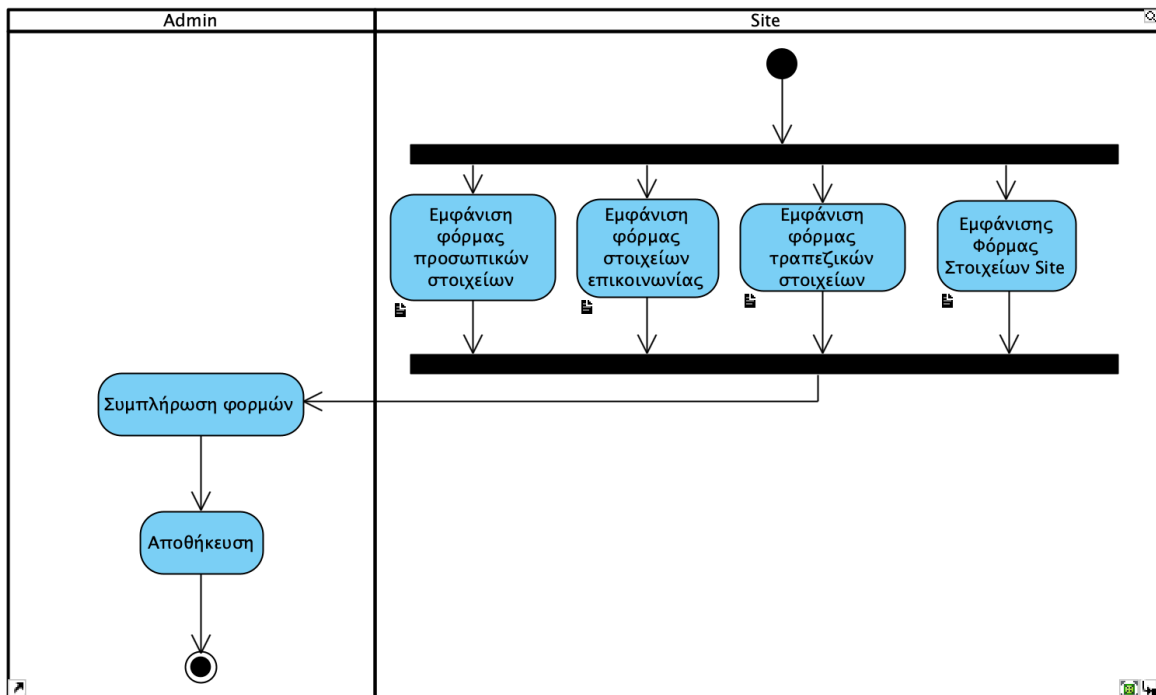 Admin
Site
Εμφάνιση
φόρμας
προσωπικών
στοιχείων
Εμφάνιση
φόρμας
στοιχείων
επικοινωνίας
Εμφάνιση
φόρμας
τραπεζικών
στοιχείων
Εμφάνισης
Φόρμας
Στοιχείων Site
Συμπλήρωση φορμών
Αποθήκευση